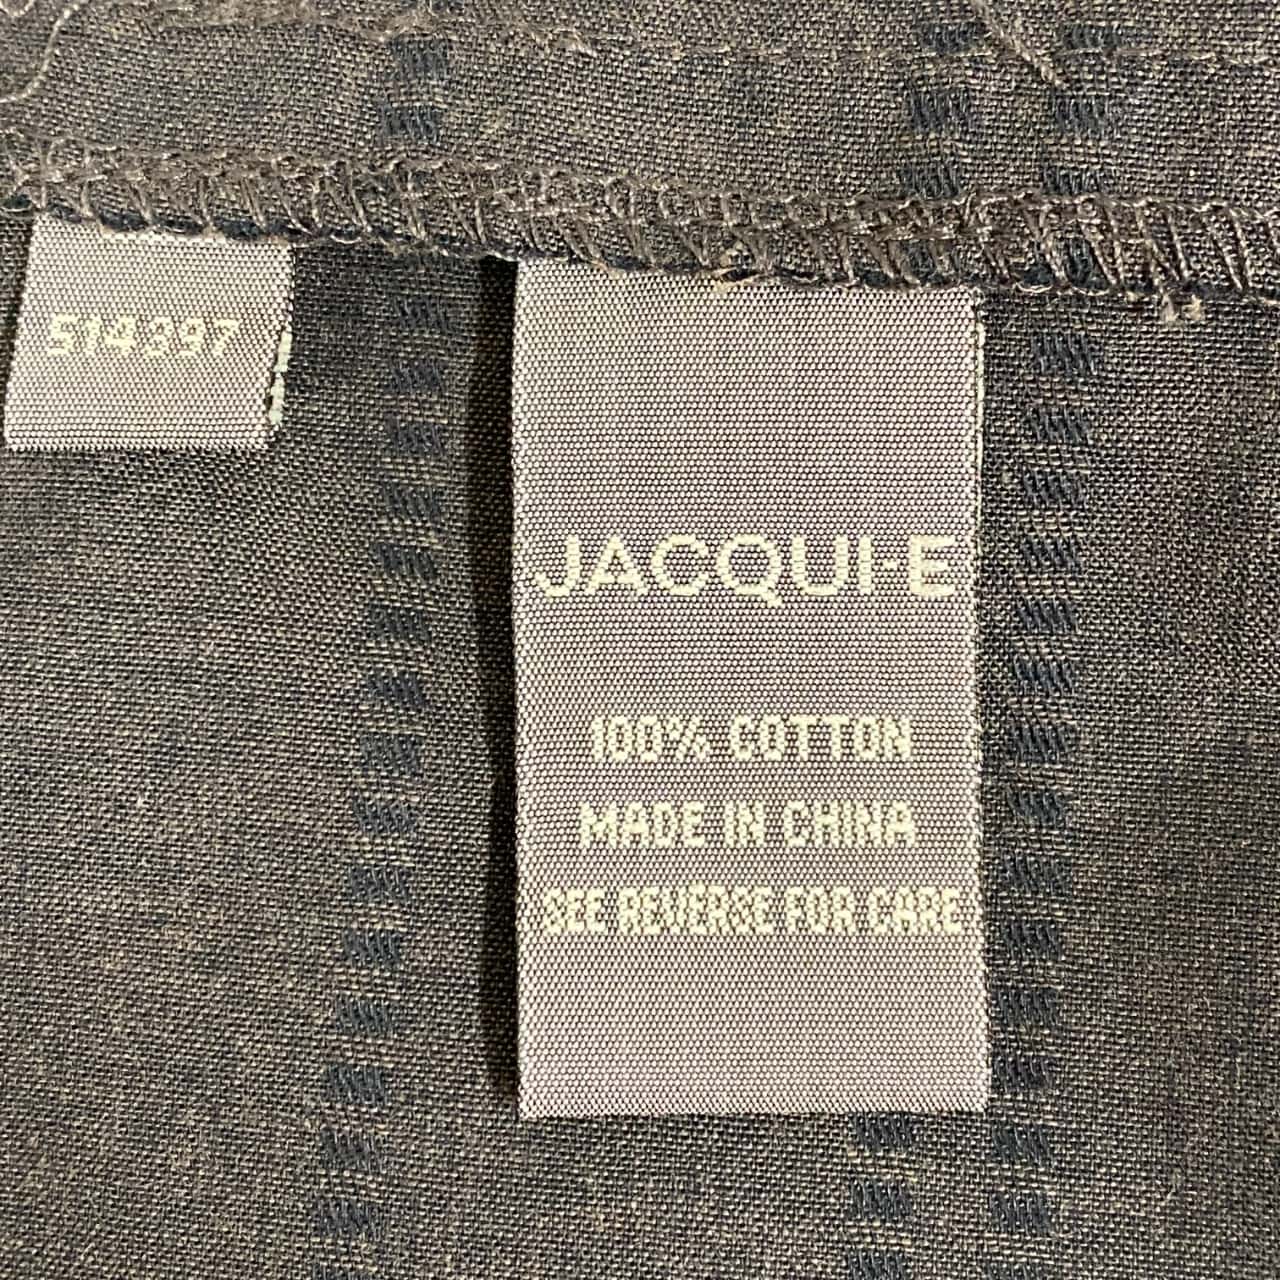 514397
JACQUI·E
100% COTTON
MADE IN CHINA
SEE REVERSE FOR CARE